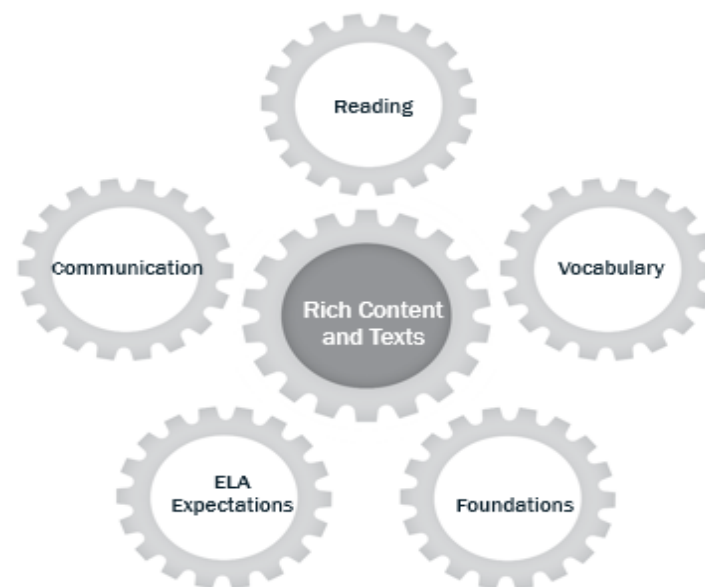 Reading
Communication
Vocabulary
Rich Content
and Texts
ELA
Expectations
Foundations